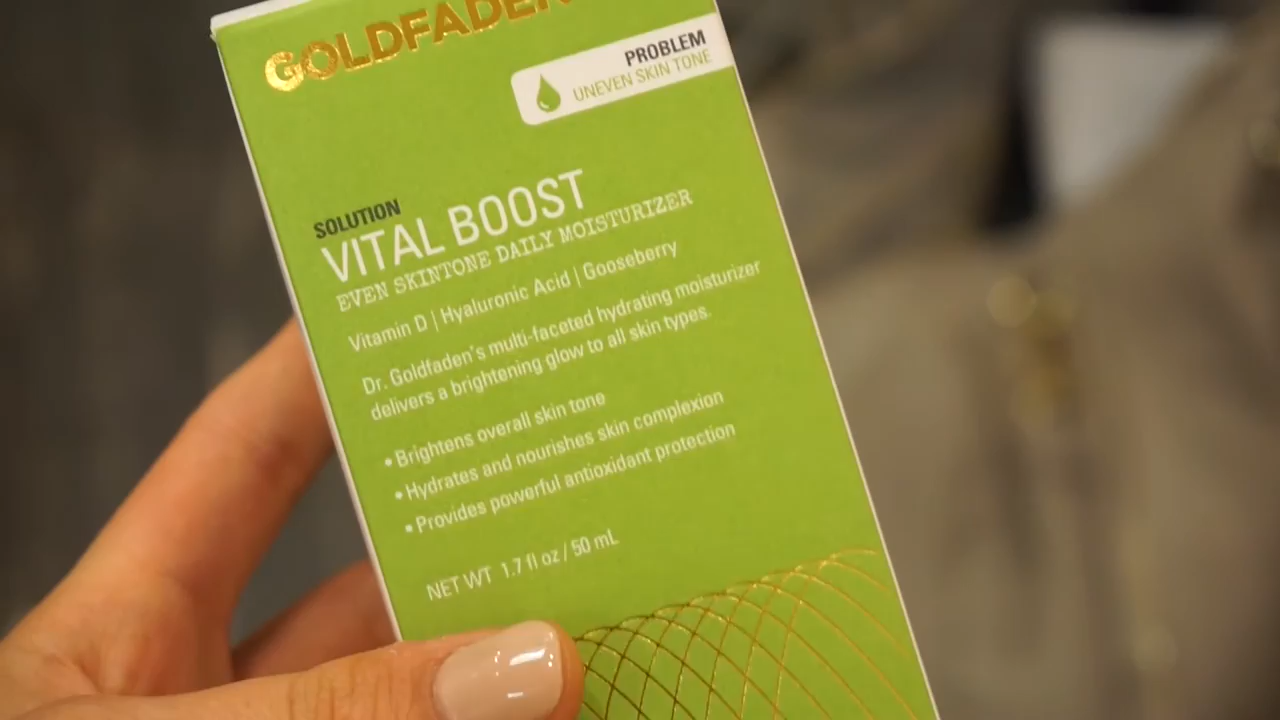 GOLDFADEN
PROBLEM
UNEVEN SKIN TONE
SOLUTION
VITAL BOOST
EVEN SKINTONE DAILY MOISTURIZER
Vitamin D | Hyaluronic Acid | Gooseberry
Dr. Goldfaden's multi-faceted hydrating moisturizer
delivers a brightening glow to all skin types.
• Brightens overall skin tone
• Hydrates and nourishes skin complexion
• Provides powerful antioxidant protection
NET WT 1.7 fl oz / 50 mL